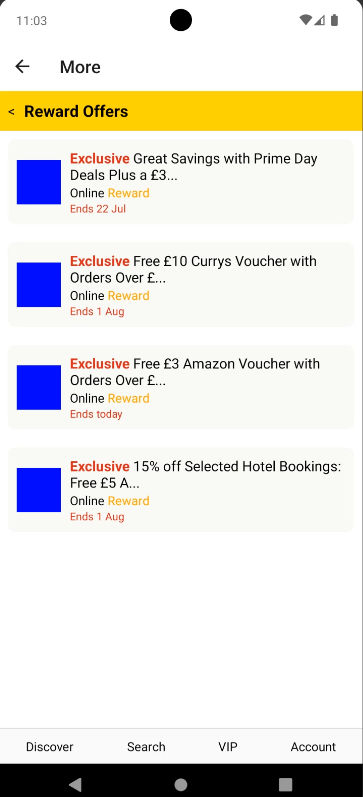 11:03
More
< Reward Offers
Exclusive Great Savings with Prime Day
Deals Plus a £3...
Online Reward
Ends 22 Jul
Exclusive Free £10 Currys Voucher with
Orders Over £...
Online Reward
Ends 1 Aug
Exclusive Free £3 Amazon Voucher with
Orders Over £...
Online Reward
Ends today
Exclusive 15% off Selected Hotel Bookings:
Free £5 A...
Online Reward
Ends 1 Aug
Discover Search VIP Account